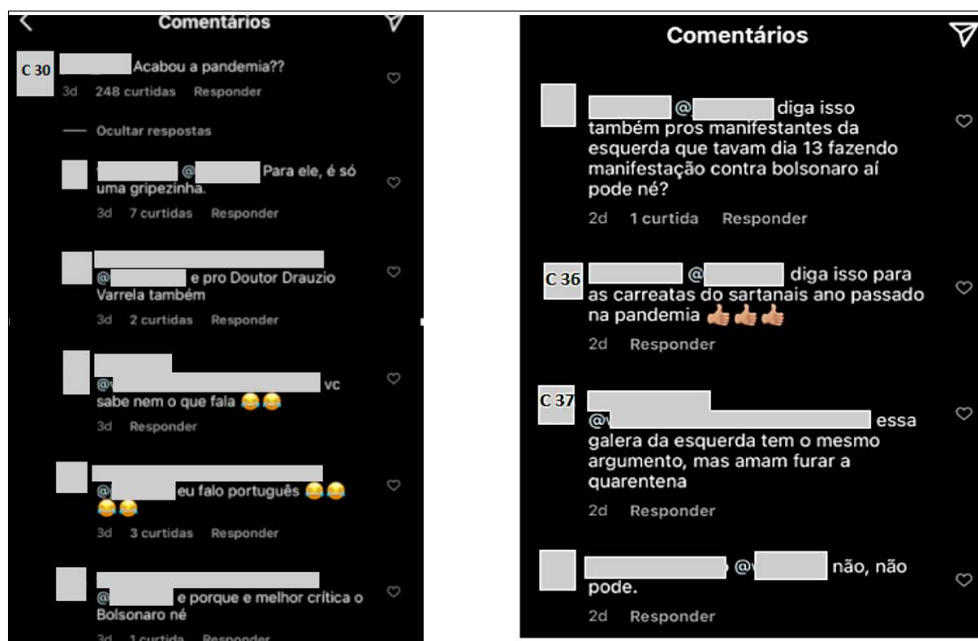 Comentários
C 30
Acabou a pandemia??
3d 248 curtidas Responder
Ocultar respostas
@ Para ele, é só
uma gripezinha.
3d 7 curtidas Responder
@ e pro Doutor Drauzio
Varrela também
3d 2 curtidas Responder
@ vc
sabe nem o que fala 😂😂
3d Responder
@ eu falo português 😂😂
😂😂
3d 3 curtidas Responder
@ e porque e melhor crítica o
Bolsonaro né
3d 1 curtida Responder
Comentários
@ diga isso
também pros manifestantes da
esquerda que tavam dia 13 fazendo
manifestação contra bolsonaro aí
pode né?
2d 1 curtida Responder
C 36
@ diga isso para
as carreatas do sartanais ano passado
na pandemia 👍🏼👍🏼👍🏼
2d Responder
C 37
@ essa
galera da esquerda tem o mesmo
argumento, mas amam furar a
quarentena
2d Responder
@ não, não
pode.
2d Responder